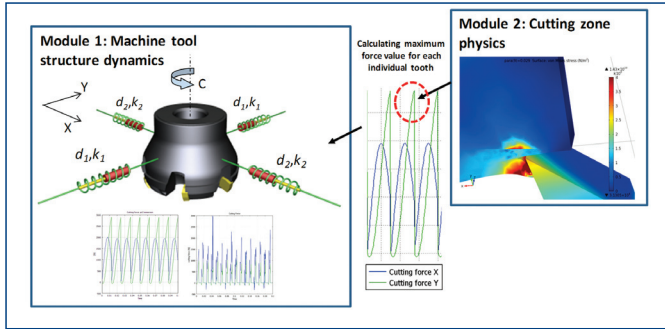 Module 1: Machine tool
structure dynamics
Y
X
C
d₂,k₂
d₁,k₁
d₁,k₁
d₂,k₂
Calculating maximum
force value for each
individual tooth
Cutting force X
Cutting force Y
Module 2: Cutting zone
physics